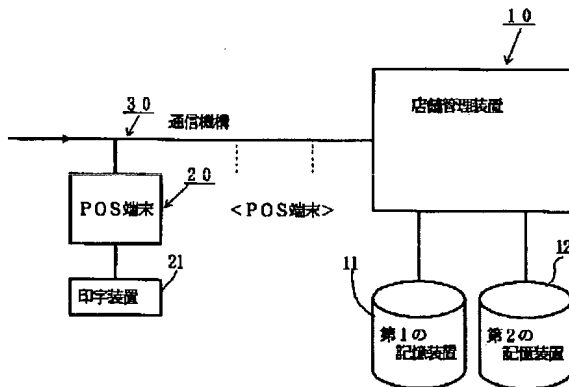 10
店舗管理装置
30
通信機構
20
POS端末
<POS端末>
21
印字装置
11
第1の
記憶装置
12
第2の
記憶装置